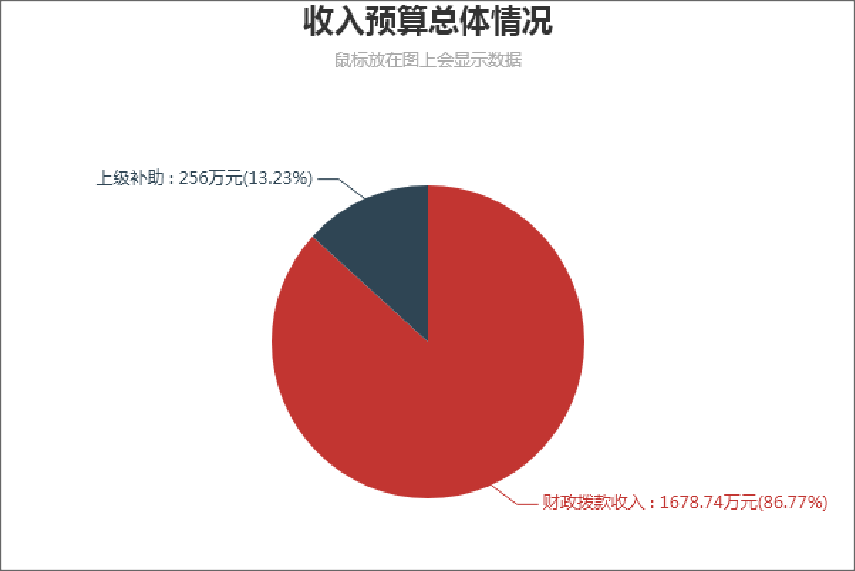 收入预算总体情况
鼠标放在图上会显示数据
上级补助 : 256万元(13.23%)
财政拨款收入 : 1678.74万元(86.77%)